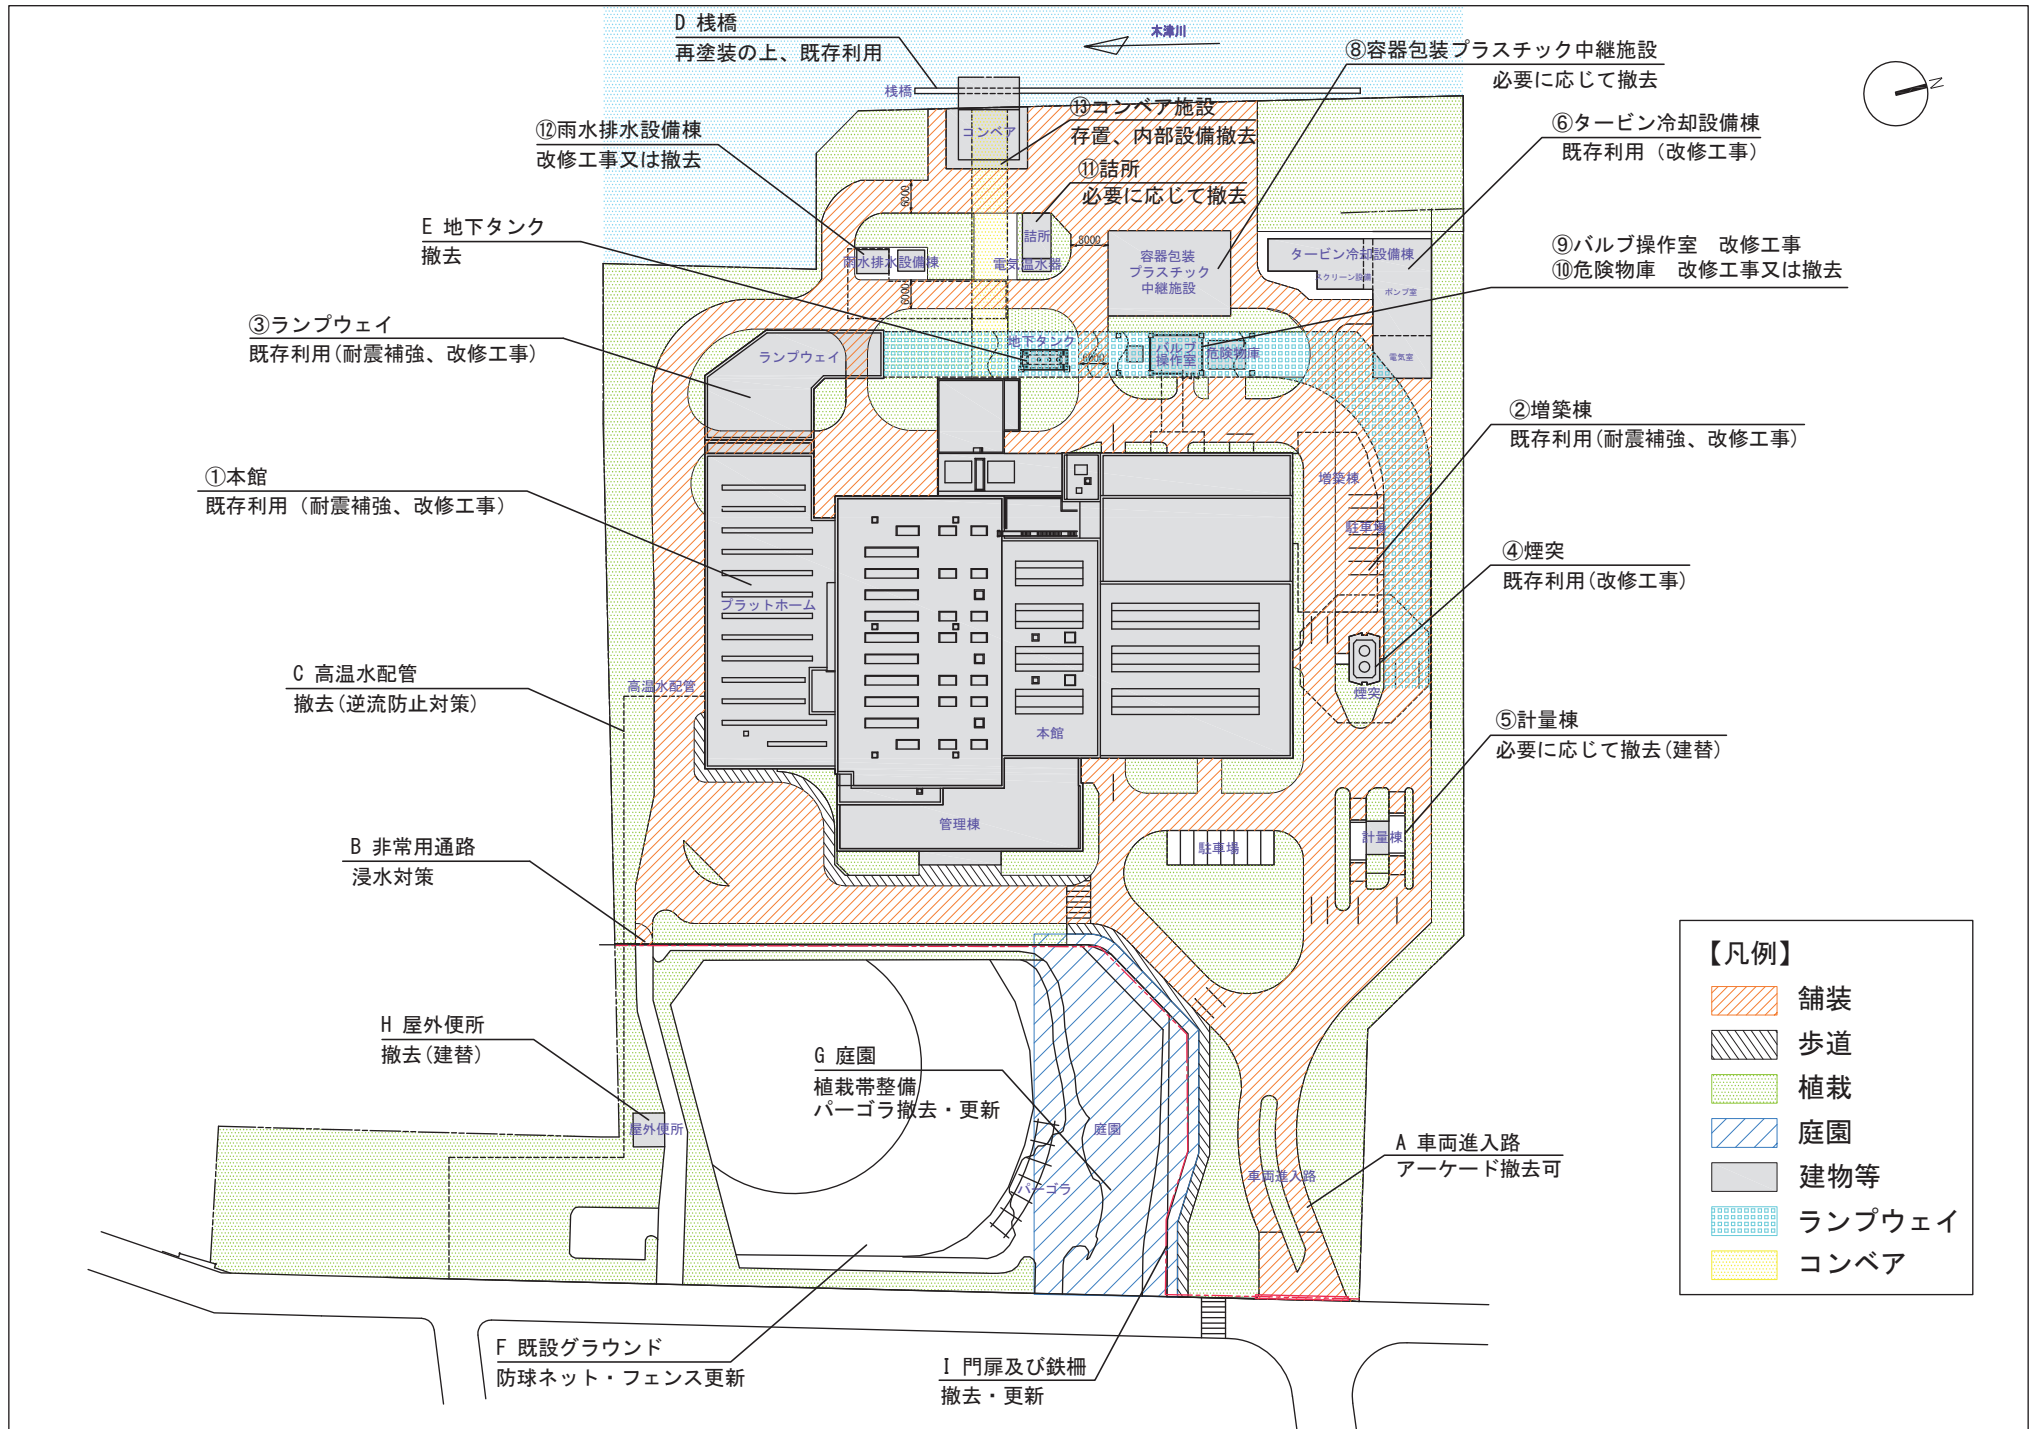 D 桟橋
再塗装の上、既存利用
木津川
⑧容器包装プラスチック中継施設
必要に応じて撤去
N
桟橋
⑬コンベア施設
存置、内部設備撤去
コンベア
⑫雨水排水設備棟
改修工事又は撤去
⑥タービン冷却設備棟
既存利用（改修工事）
⑪詰所
必要に応じて撤去
6000
E 地下タンク
撤去
詰所
8000
雨水排水設備棟
電気温水器
容器包装
プラスチック
中継施設
タービン冷却設備棟
スクリーン設備
ポンプ室
⑨バルブ操作室 改修工事
⑩危険物庫 改修工事又は撤去
6000
③ランプウェイ
既存利用(耐震補強、改修工事)
ランプウェイ
地下タンク
6000
バルブ
操作室
危険物庫
電気室
②増築棟
既存利用(耐震補強、改修工事)
①本館
既存利用（耐震補強、改修工事）
増築棟
駐車場
④煙突
既存利用(改修工事)
プラットホーム
C 高温水配管
撤去(逆流防止対策)
高温水配管
煙突
本館
⑤計量棟
必要に応じて撤去(建替)
管理棟
駐車場
計量棟
B 非常用通路
浸水対策
【凡例】
舗装
歩道
植栽
庭園
建物等
ランプウェイ
コンベア
H 屋外便所
撤去(建替)
G 庭園
植栽帯整備
パーゴラ撤去・更新
屋外便所
庭園
A 車両進入路
アーケード撤去可
車両進入路
パーゴラ
F 既設グラウンド
防球ネット・フェンス更新
I 門扉及び鉄柵
撤去・更新